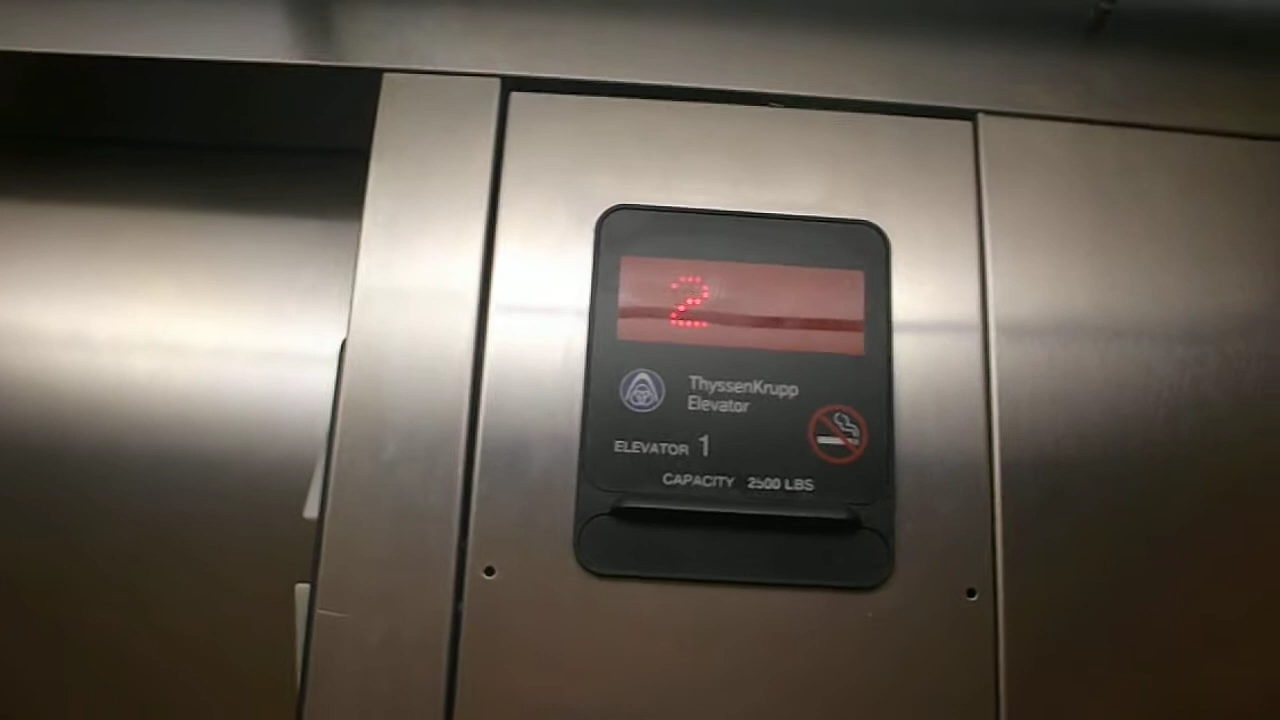 2
ThyssenKrupp
Elevator
ELEVATOR 1
CAPACITY 2500 LBS